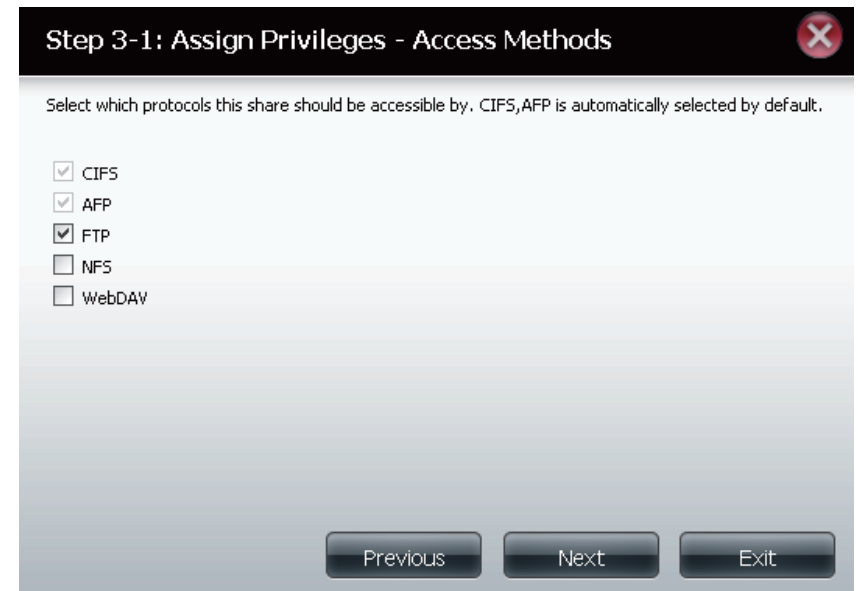 Step 3-1: Assign Privileges - Access Methods
Select which protocols this share should be accessible by. CIFS,AFP is automatically selected by default.
CIFS
AFP
FTP
NFS
WebDAV
Previous
Next
Exit